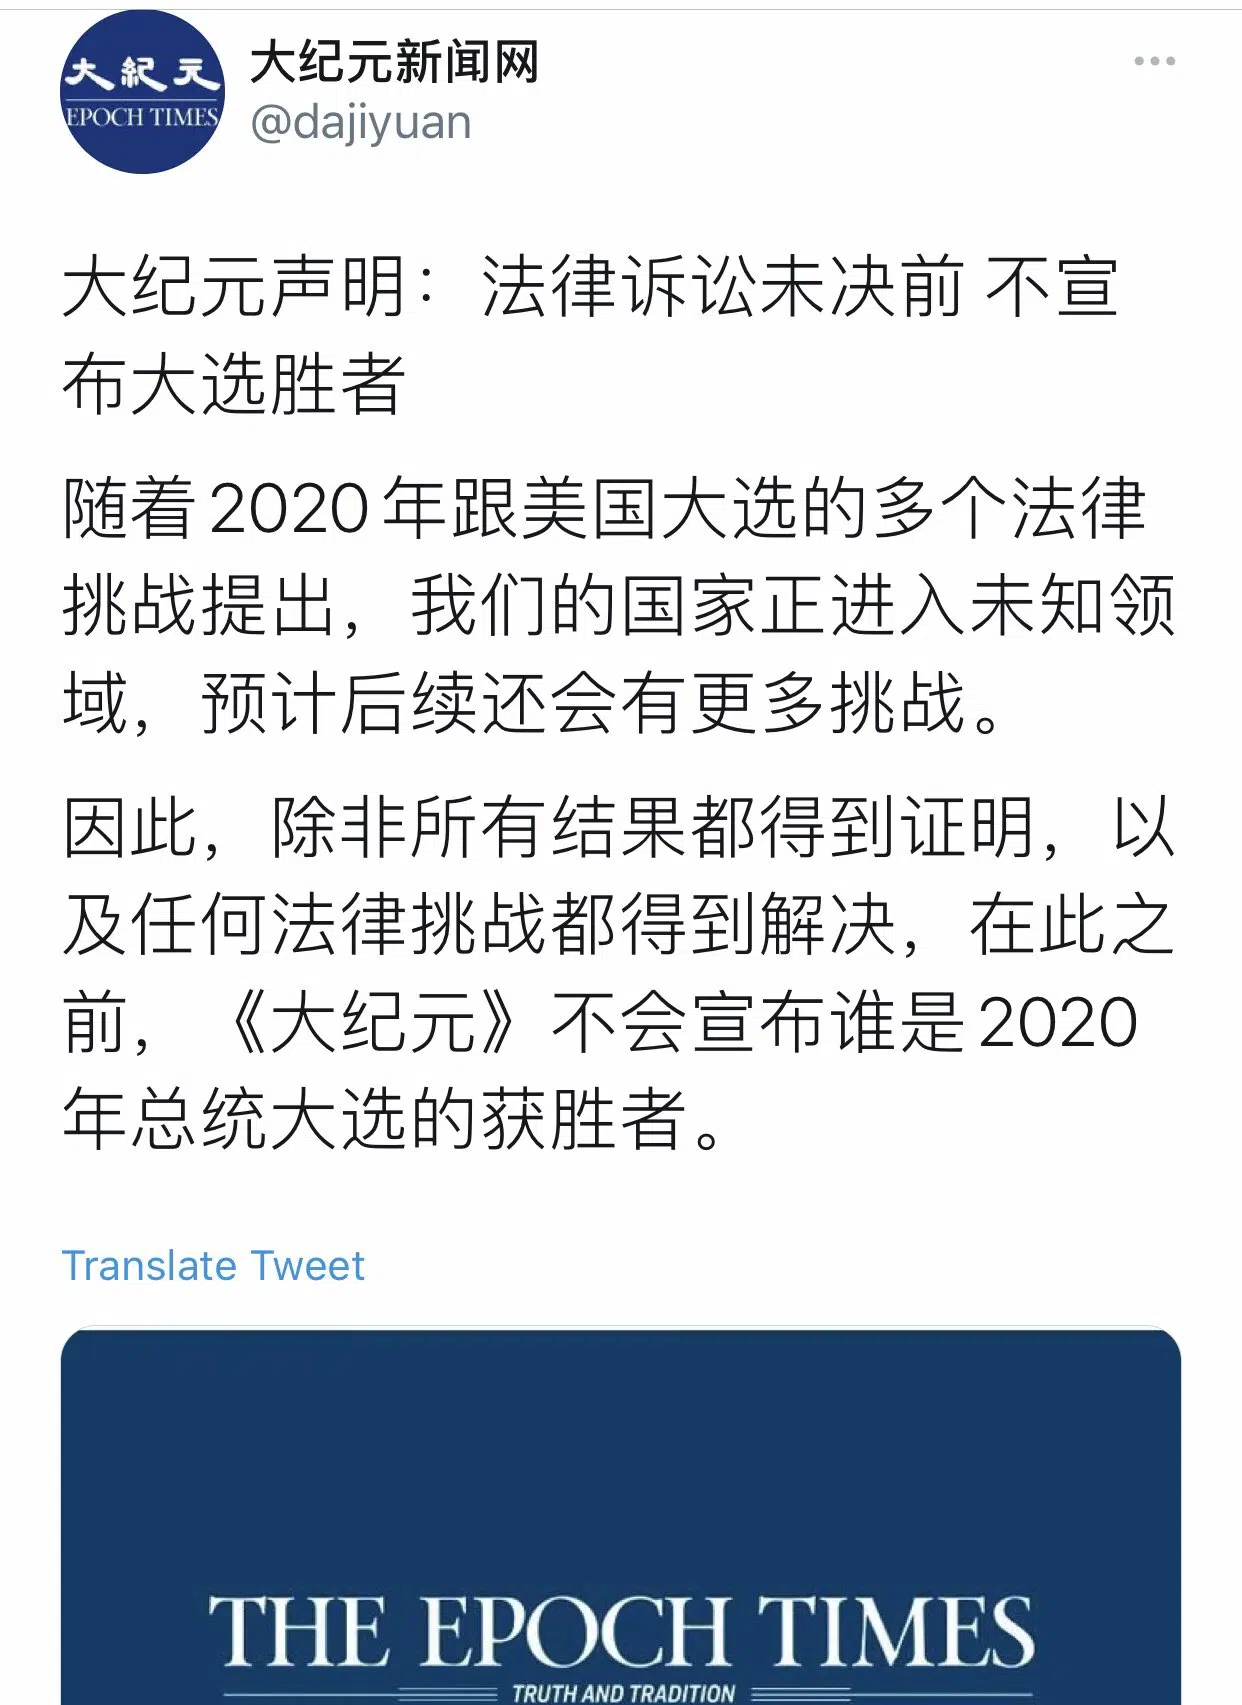 大紀元
EPOCH TIMES
大纪元新闻网
@dajiyuan
大纪元声明：法律诉讼未决前 不宣
布大选胜者
随着2020年跟美国大选的多个法律
挑战提出，我们的国家正进入未知领
域，预计后续还会有更多挑战。
因此，除非所有结果都得到证明，以
及任何法律挑战都得到解决，在此之
前，《大纪元》不会宣布谁是2020
年总统大选的获胜者。
Translate Tweet
THE EPOCH TIMES
TRUTH AND TRADITION